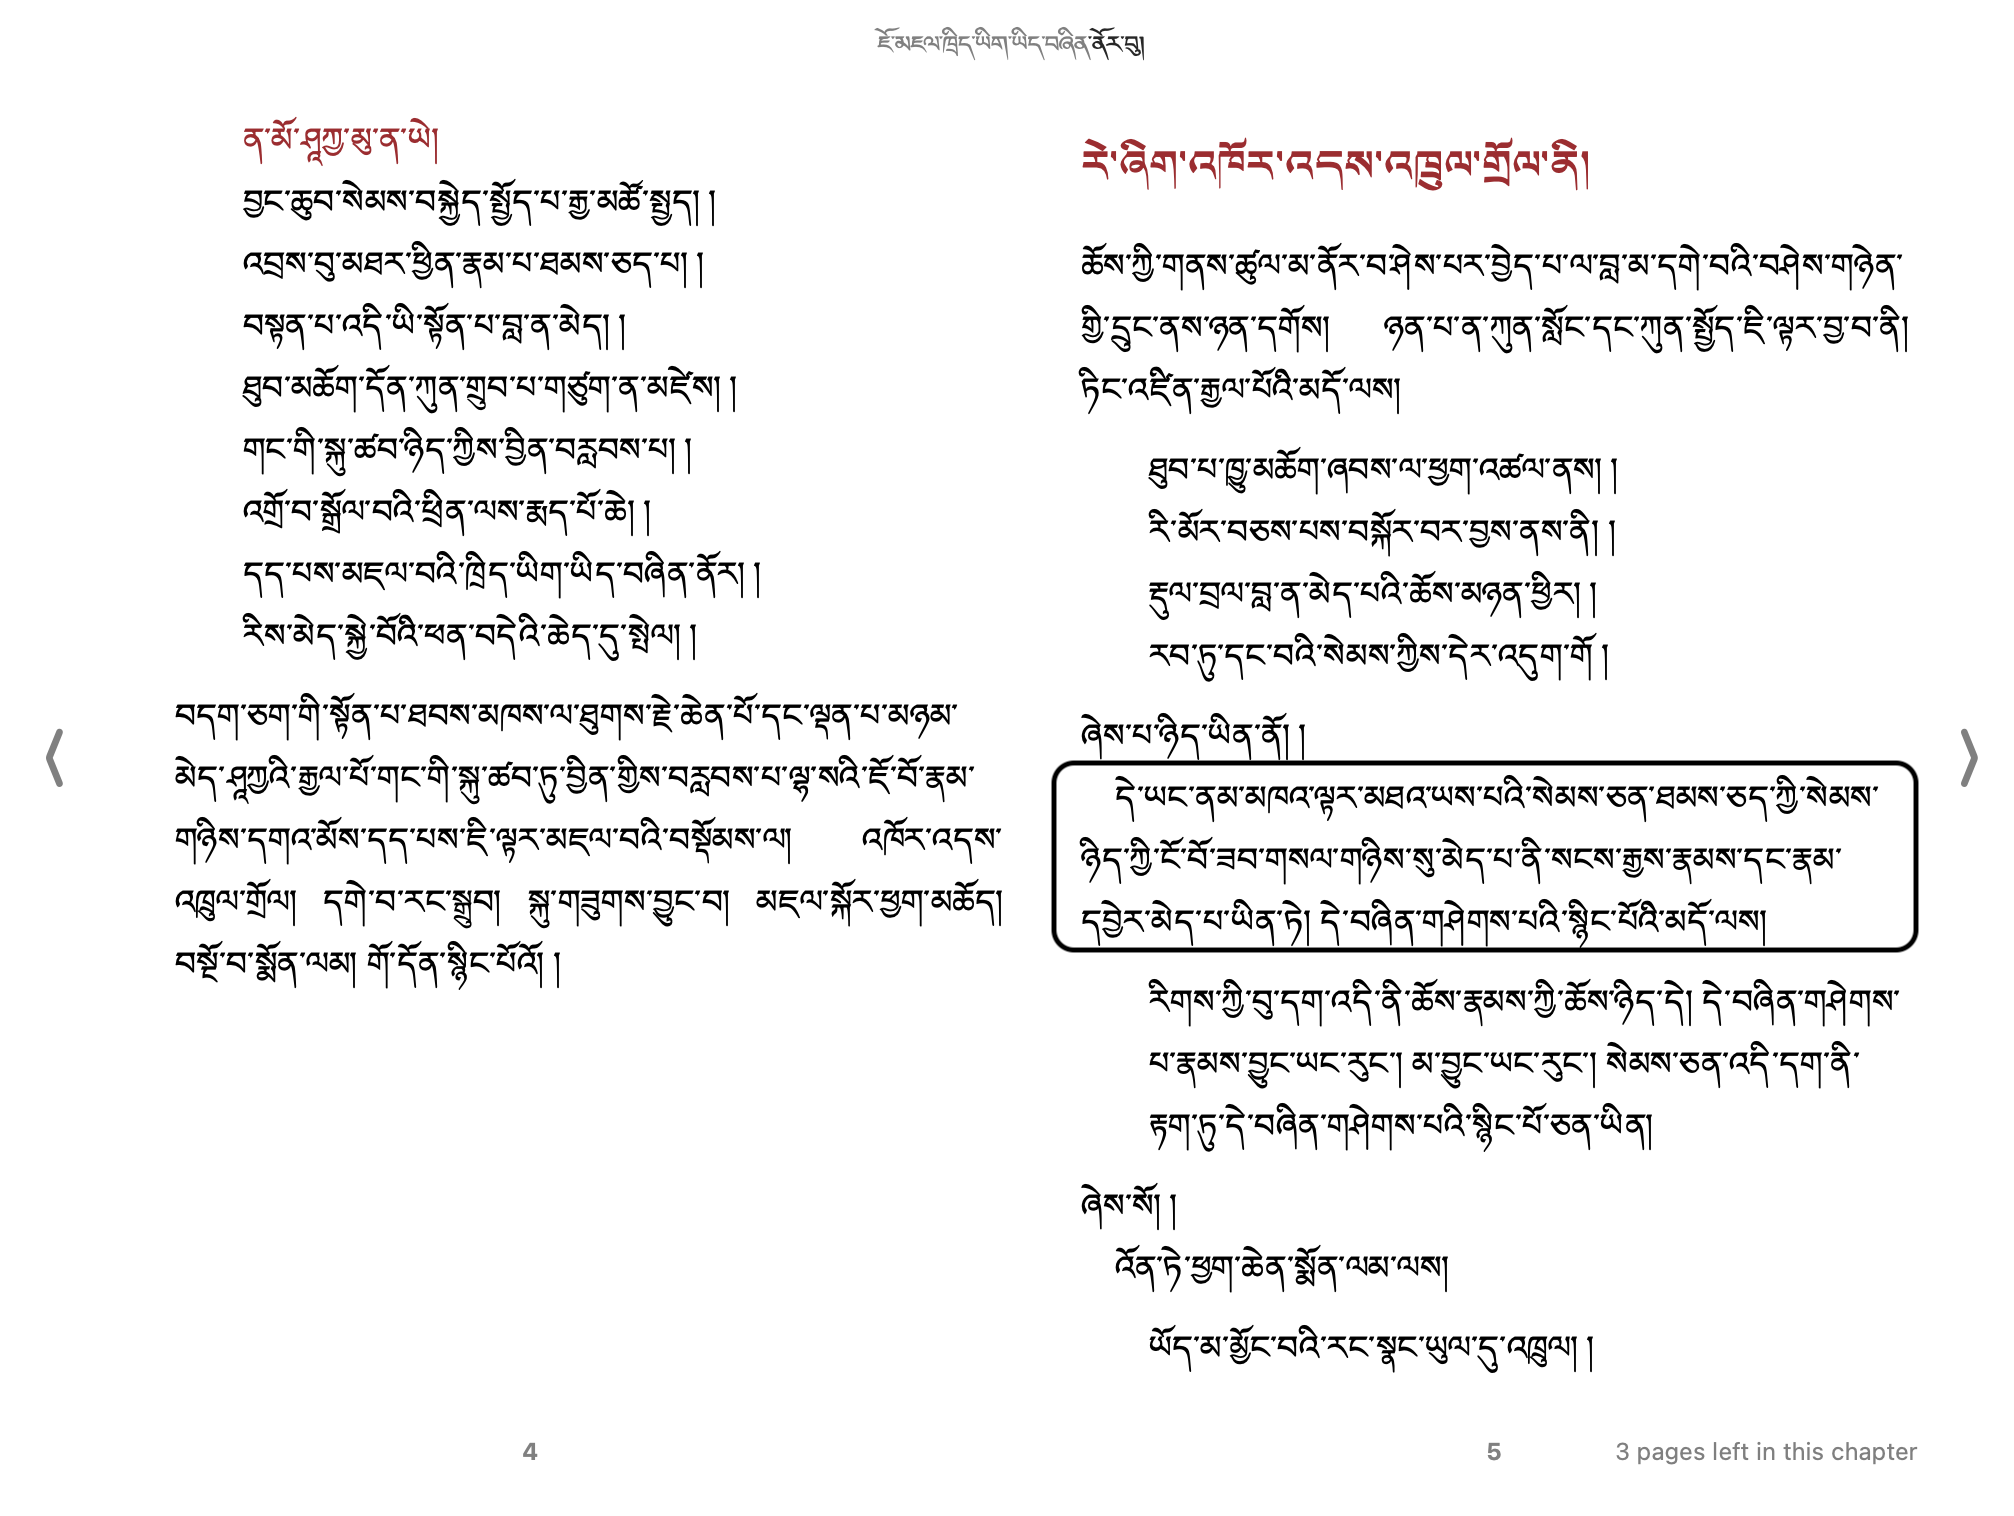 ཇོ་མཇལ་ཁྲིད་ཡིག་ཡིད་བཞིན་ནོར་བུ།
ན་མོ་ཤཱཀྱ་མུ་ན་ཡེ།
བྱང་ཆུབ་སེམས་བསྐྱེད་སྤྱོད་པ་རྒྱ་མཚོ་སྤྱད། །
འབྲས་བུ་མཐར་ཕྱིན་རྣམ་པ་ཐམས་ཅད་པ། །
བསྟན་པ་འདི་ཡི་སྟོན་པ་བླ་ན་མེད། །
ཐུབ་མཆོག་དོན་ཀུན་གྲུབ་པ་གཙུག་ན་མཛེས། །
གང་གི་སྐུ་ཚབ་ཉིད་ཀྱིས་བྱིན་བརླབས་པ། །
འགྲོ་བ་སྒྲོལ་བའི་ཕྲིན་ལས་རྨད་པོ་ཆེ། །
དད་པས་མཇལ་བའི་ཁྲིད་ཡིག་ཡིད་བཞིན་ནོར། །
རིས་མེད་སྐྱེ་བོའི་ཕན་བདེའི་ཆེད་དུ་སྤེལ། །
བདག་ཅག་གི་སྟོན་པ་ཐབས་མཁས་ལ་ཐུགས་རྗེ་ཆེན་པོ་དང་ལྡན་པ་མཉམ་
མེད་ཤཱཀྱའི་རྒྱལ་པོ་གང་གི་སྐུ་ཚབ་ཏུ་བྱིན་གྱིས་བརླབས་པ་ལྷ་སའི་ཇོ་བོ་རྣམ་
གཉིས་དགའ་མོས་དད་པས་ཇི་ལྟར་མཇལ་བའི་བསྡོམས་ལ། འཁོར་འདས་
འཁྲུལ་གྲོལ། དགེ་བ་རང་སྒྲུབ། སྐུ་གཟུགས་བྱུང་བ། མཇལ་སྐོར་ཕྱག་མཆོད།
བསྔོ་བ་སྨོན་ལམ། གོ་དོན་སྙིང་པོའོ། །
4
རེ་ཞིག་འཁོར་འདས་འཁྲུལ་གྲོལ་ནི།
ཆོས་ཀྱི་གནས་ཚུལ་མ་ནོར་བ་ཤེས་པར་བྱེད་པ་ལ་བླ་མ་དགེ་བའི་བཤེས་གཉེན་
གྱི་དྲུང་ནས་ཉན་དགོས། ཉན་པ་ན་ཀུན་སློང་དང་ཀུན་སྤྱོད་ཇི་ལྟར་བྱ་བ་ནི།
ཏིང་འཛིན་རྒྱལ་པོའི་མདོ་ལས།
ཐུབ་པ་ཁྱུ་མཆོག་ཞབས་ལ་ཕྱག་འཚལ་ནས། །
རི་མོར་བཅས་པས་བསྐོར་བར་བྱས་ནས་ནི། །
རྡུལ་བྲལ་བླ་ན་མེད་པའི་ཆོས་མཉན་ཕྱིར། །
རབ་ཏུ་དང་བའི་སེམས་ཀྱིས་དེར་འདུག་གོ །
ཞེས་པ་ཉིད་ཡིན་ནོ། །
དེ་ཡང་ནམ་མཁའ་ལྟར་མཐའ་ཡས་པའི་སེམས་ཅན་ཐམས་ཅད་ཀྱི་སེམས་
ཉིད་ཀྱི་ངོ་བོ་ཟབ་གསལ་གཉིས་སུ་མེད་པ་ནི་སངས་རྒྱས་རྣམས་དང་རྣམ་
དབྱེར་མེད་པ་ཡིན་ཏེ། དེ་བཞིན་གཤེགས་པའི་སྙིང་པོའི་མདོ་ལས།
རིགས་ཀྱི་བུ་དག་འདི་ནི་ཆོས་རྣམས་ཀྱི་ཆོས་ཉིད་དེ། དེ་བཞིན་གཤེགས་
པ་རྣམས་བྱུང་ཡང་རུང་། མ་བྱུང་ཡང་རུང་། སེམས་ཅན་འདི་དག་ནི་
རྟག་ཏུ་དེ་བཞིན་གཤེགས་པའི་སྙིང་པོ་ཅན་ཡིན།
ཞེས་སོ། །
འོན་ཏེ་ཕྱག་ཆེན་སྨོན་ལམ་ལས།
ཡོད་མ་མྱོང་བའི་རང་སྣང་ཡུལ་དུ་འཁྲུལ། །
5
3 pages left in this chapter